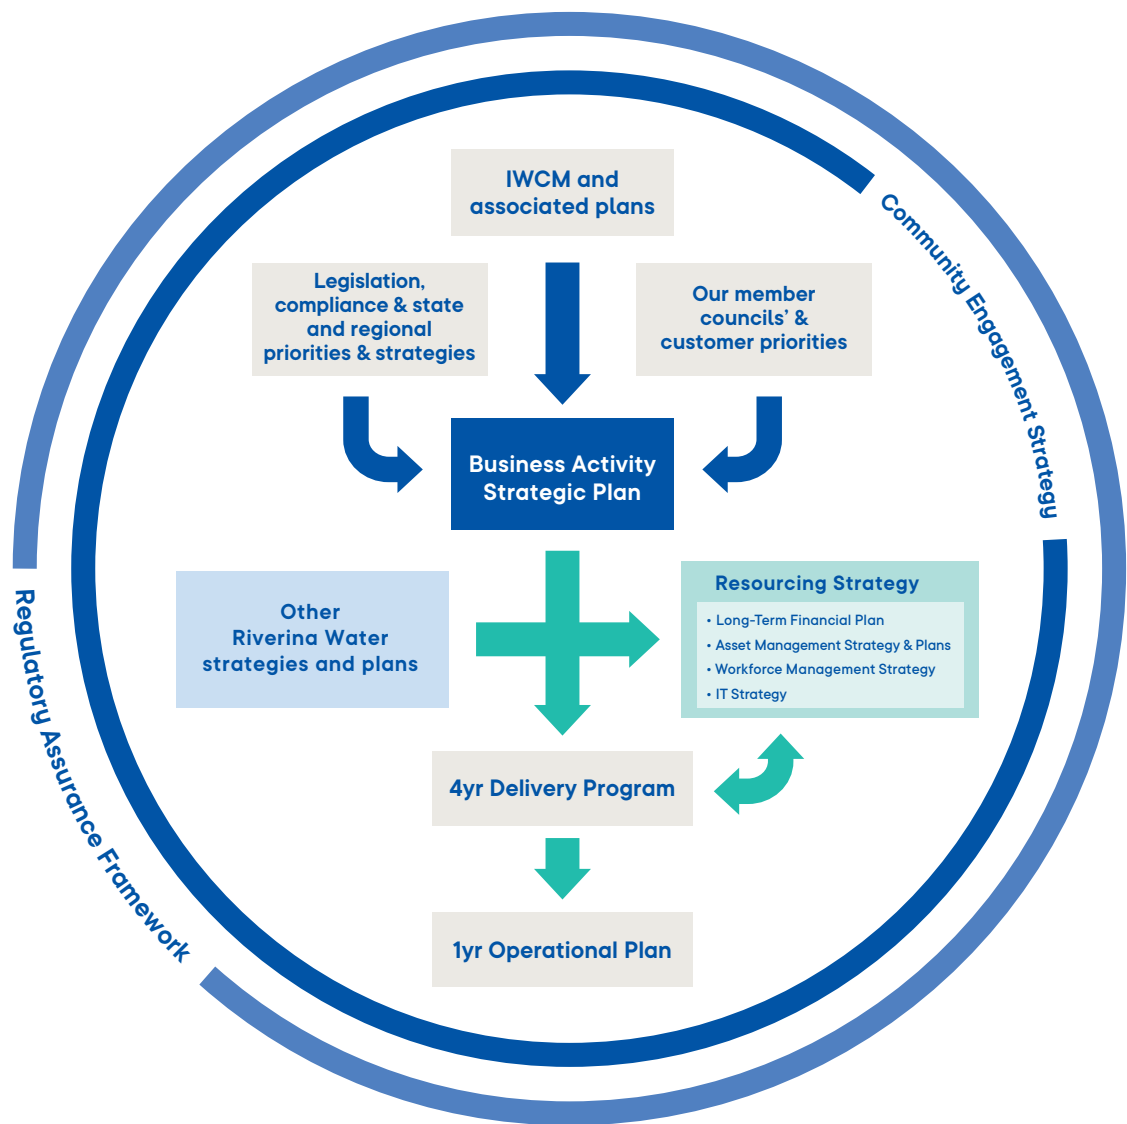 IWCM and
associated plans
Legislation,
compliance & state
and regional
priorities & strategies
Our member
councils’ &
customer priorities
Community Engagement Strategy
Business Activity
Strategic Plan
Other
Riverina Water
strategies and plans
Resourcing Strategy
• Long-Term Financial Plan
• Asset Management Strategy & Plans
• Workforce Management Strategy
• IT Strategy
Regulatory Assurance Framework
4yr Delivery Program
1yr Operational Plan